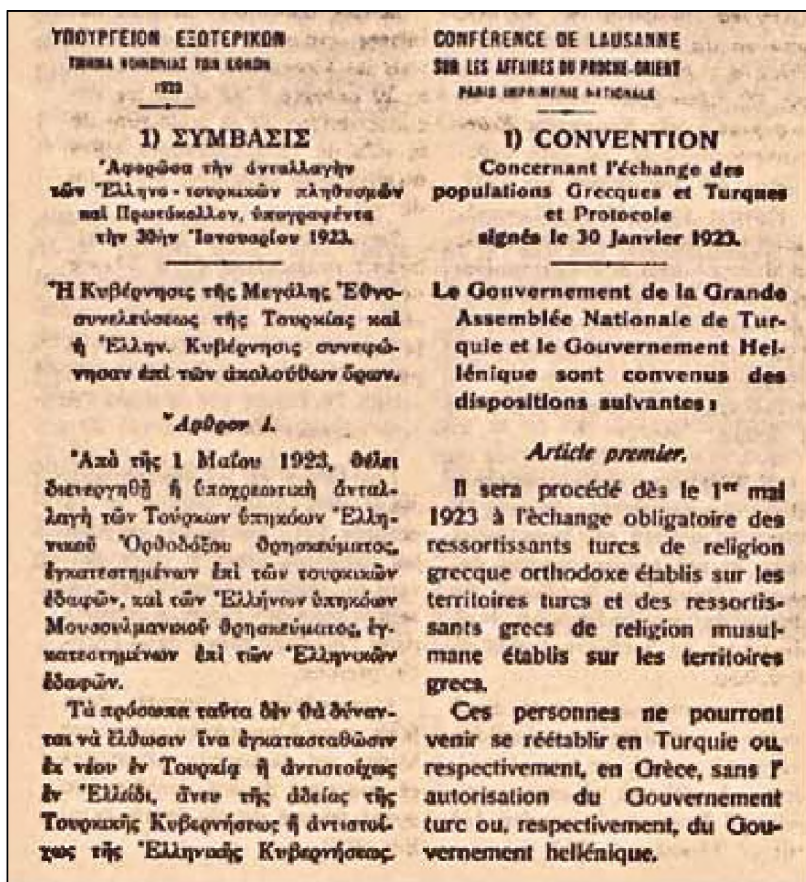 ΥΠΟΥΡΓΕΙΟΝ ΕΞΩΤΕΡΙΚΩΝ
ΤΜΗΜΑ ΚΟΙΝΩΝΙΑΣ ΤΩΝ ΕΘΝΩΝ
1923
1) ΣΥΜΒΑΣΙΣ
Ἀφορῶσα τὴν ἀνταλλαγὴν
τῶν Ἑλληνο-τουρκικῶν πληθυσμῶν
καὶ Πρωτόκολλον, ὑπογραφέντα
τὴν 30ὴν Ἰανουαρίου 1923.
Ἡ Κυβέρνησις τῆς Μεγάλης Ἐθνο-
συνελεύσεως τῆς Τουρκίας καὶ
ἡ Ἑλλην. Κυβέρνησις συνεφώ-
νησαν ἐπὶ τῶν ἀκολούθων ὅρων.
Ἄρθρον 1.
Ἀπὸ τῆς 1 Μαΐου 1923, θέλει
διενεργηθῆ ἡ ὑποχρεωτικὴ ἀνταλ-
λαγὴ τῶν Τούρκων ὑπηκόων Ἑλλη-
νικοῦ Ὀρθοδόξου θρησκεύματος,
ἐγκατεστημένων ἐπὶ τῶν τουρκικῶν
ἐδαφῶν, καὶ τῶν Ἑλλήνων ὑπηκόων
Μουσουλμανικοῦ θρησκεύματος, ἐγ-
κατεστημένων ἐπὶ τῶν Ἑλληνικῶν
ἐδαφῶν.
Τὰ πρόσωπα ταῦτα δὲν θὰ δύναν-
ται νὰ ἔλθωσιν ἵνα ἐγκατασταθῶσιν
ἐκ νέου ἐν Τουρκίᾳ ἢ ἀντιστοίχως
ἐν Ἑλλάδι, ἄνευ τῆς ἀδείας τῆς
Τουρκικῆς Κυβερνήσεως ἢ ἀντιστοί-
χως τῆς Ἑλληνικῆς Κυβερνήσεως.
CONFÉRENCE DE LAUSANNE
SUR LES AFFAIRES DU PROCHE-ORIENT
PARIS IMPRIMERIE NATIONALE
1) CONVENTION
Concernant l'échange des
populations Grecques et Turques
et Protocole
signés le 30 Janvier 1923.
Le Gouvernement de la Grande
Assemblée Nationale de Tur-
quie et le Gouvernement Hel-
lénique sont convenus des
dispositions suivantes:
Article premier.
Il sera procédé dès le 1er mai
1923 à l'èchange obligatoire des
ressortissants turcs de religion
grecque orthodoxe établis sur les
territoires turcs et des ressortis-
sants grecs de religion musul-
mane établis sur les territoires
grecs.
Ces personnes ne pourront
venir se réétablir en Turquie ou,
respectivement, en Grèce, sans l'
autorisation du Gouvernement
turc ou, respectivement, du Gou-
vernement hellénique.